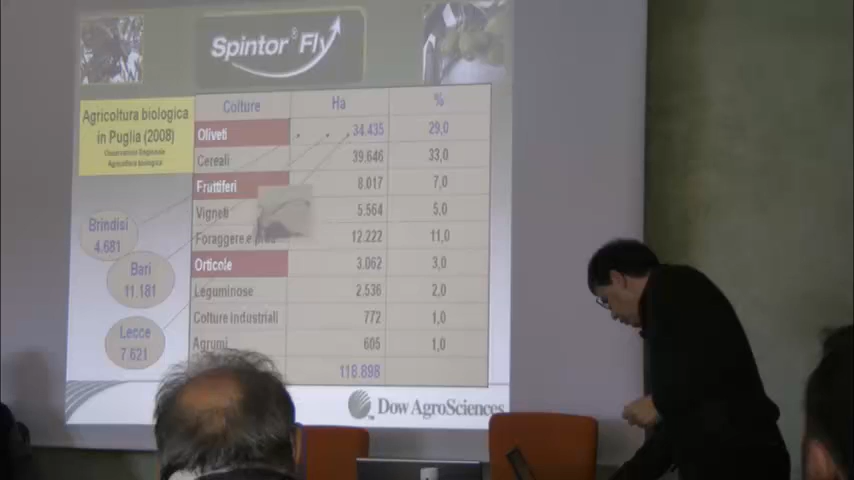 Spintor® Fly
Agricoltura biologica
in Puglia (2008)
Osservatorio Regionale
Agricoltura biologica
Colture Ha %
Oliveti 34.435 29,0
Cereali 39,646 33,0
Fruttiferi 8,017 7,0
Vigneti 5.564 5,0
Foraggere e 12.222 11,0
Orticole 3.062 3,0
Leguminose 2.536 2,0
Colture industriali 772 1,0
Agrumi 605 1,0
118.898
Brindisi
4.681
Bari
11.181
Lecce
7.621
Dow AgroSciences